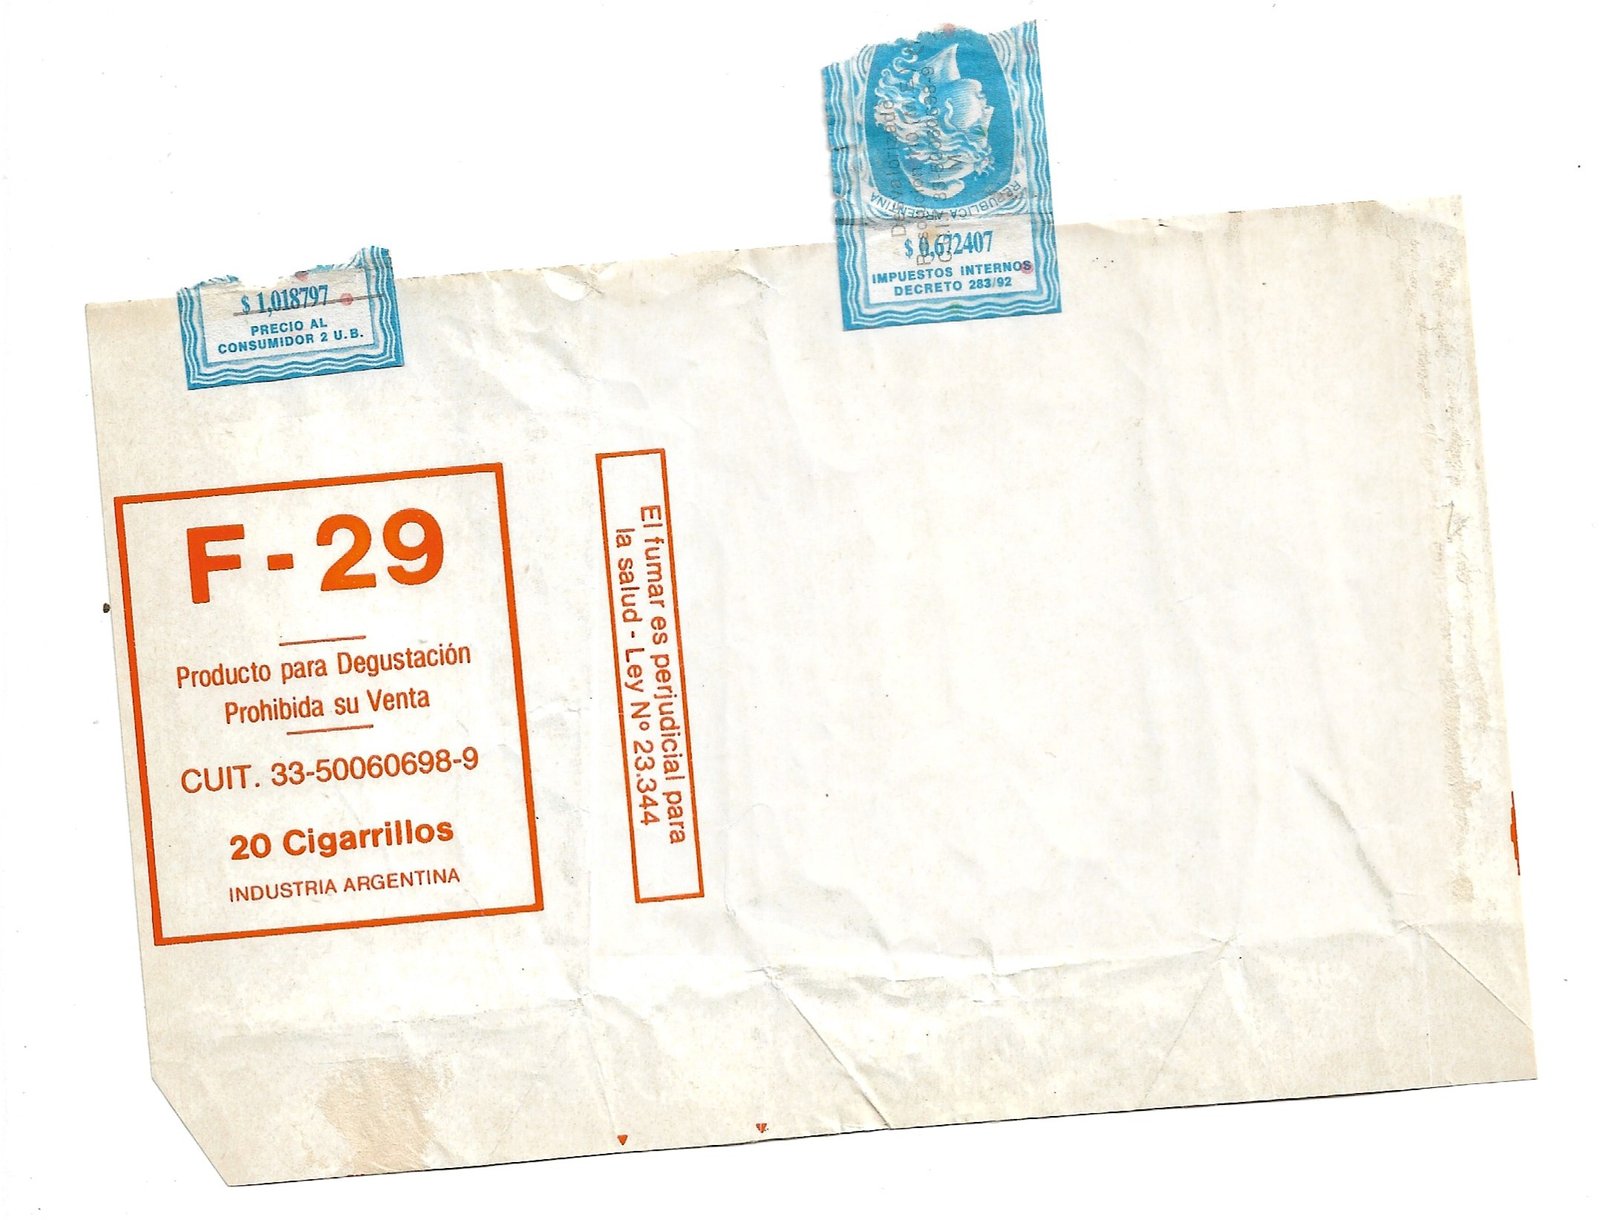 $ 1,018797
PRECIO AL
CONSUMIDOR 2 U.B.
REPUBLICA ARGENTINA
$ 0,672407
IMPUESTOS INTERNOS
DECRETO 283/92
F - 29
Producto para Degustación
Prohibida su Venta
CUIT. 33-50060698-9
20 Cigarrillos
INDUSTRIA ARGENTINA
El fumar es perjudicial para
la salud - Ley Nº 23.344